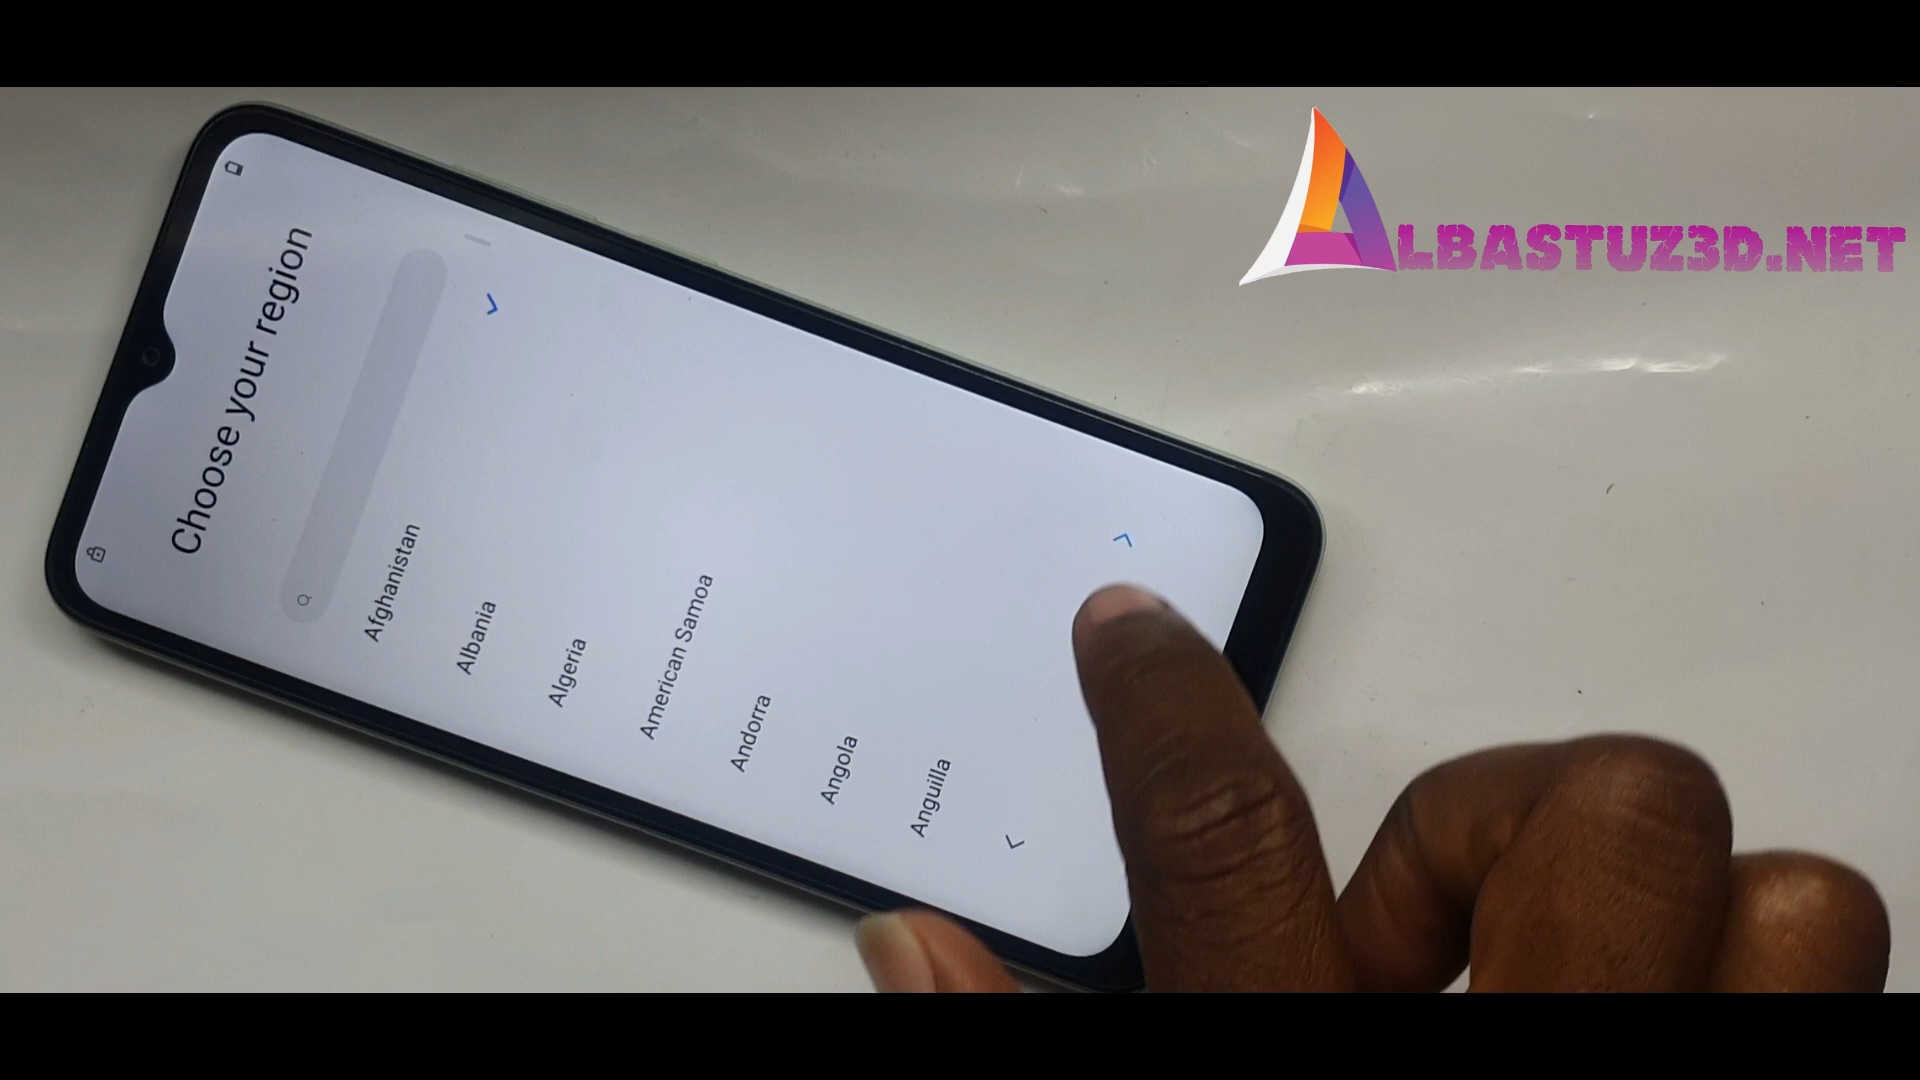 ALBASTUZ3D.NET
Choose your region
Afghanistan
Albania
Algeria
American Samoa
Andorra
Angola
Anguilla